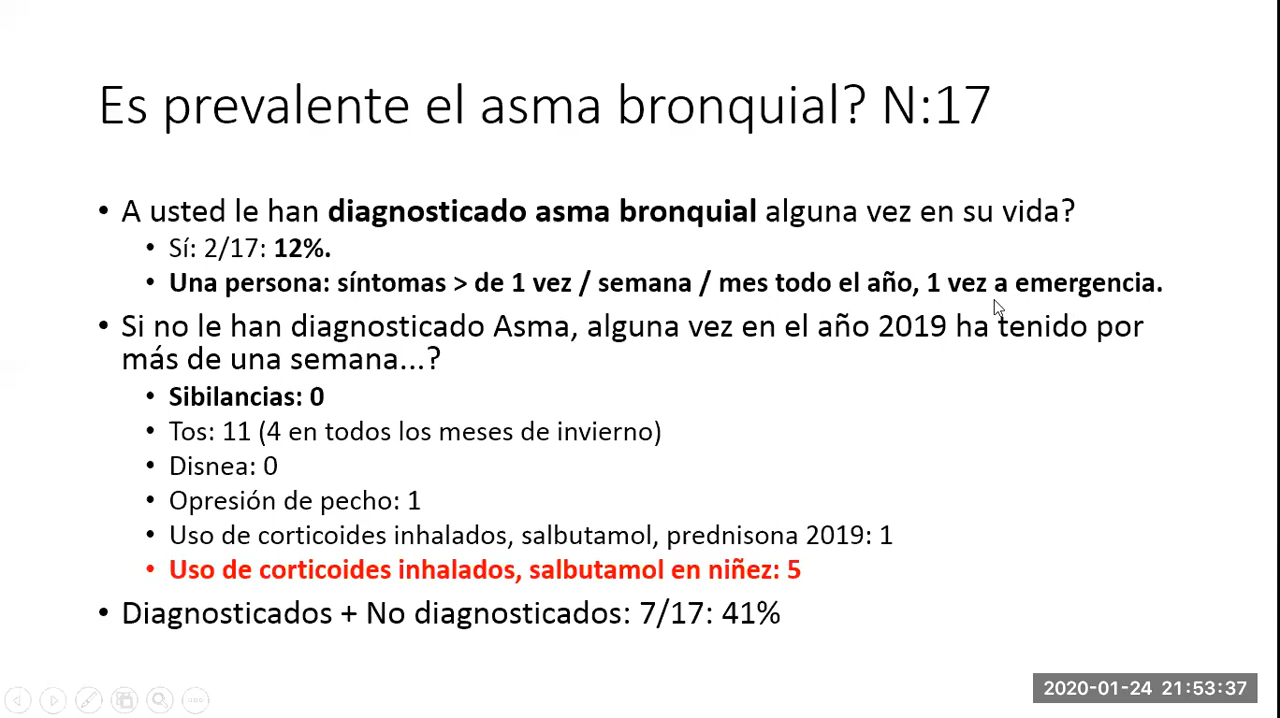 Es prevalente el asma bronquial? N:17
• A usted le han diagnosticado asma bronquial alguna vez en su vida?
• Sí: 2/17: 12%.
• Una persona: síntomas > de 1 vez / semana / mes todo el año, 1 vez a emergencia.
• Si no le han diagnosticado Asma, alguna vez en el año 2019 ha tenido por
más de una semana...?
• Sibilancias: 0
• Tos: 11 (4 en todos los meses de invierno)
• Disnea: 0
• Opresión de pecho: 1
• Uso de corticoides inhalados, salbutamol, prednisona 2019: 1
• Uso de corticoides inhalados, salbutamol en niñez: 5
• Diagnosticados + No diagnosticados: 7/17: 41%
2020-01-24 21:53:37